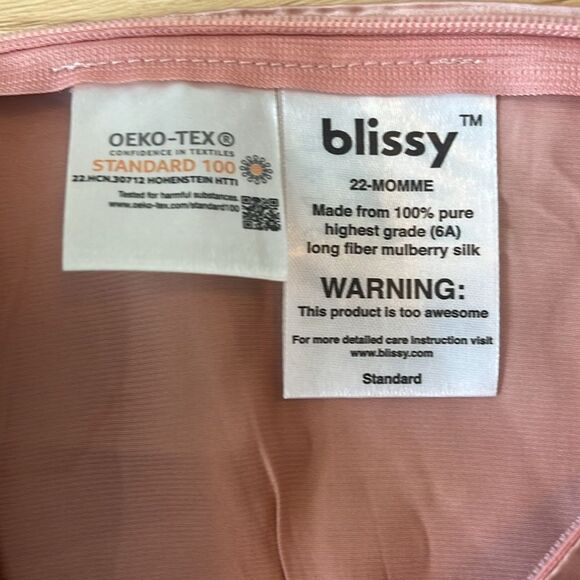 OEKO-TEX®
CONFIDENCE IN TEXTILES
STANDARD 100
22.HCN.30712 HOHENSTEIN HTTI
Tested for harmful substances.
www.oeko-tex.com/standard100
blissy™
22-MOMME
Made from 100% pure
highest grade (6A)
long fiber mulberry silk
WARNING:
This product is too awesome
For more detailed care instruction visit
www.blissy.com
Standard